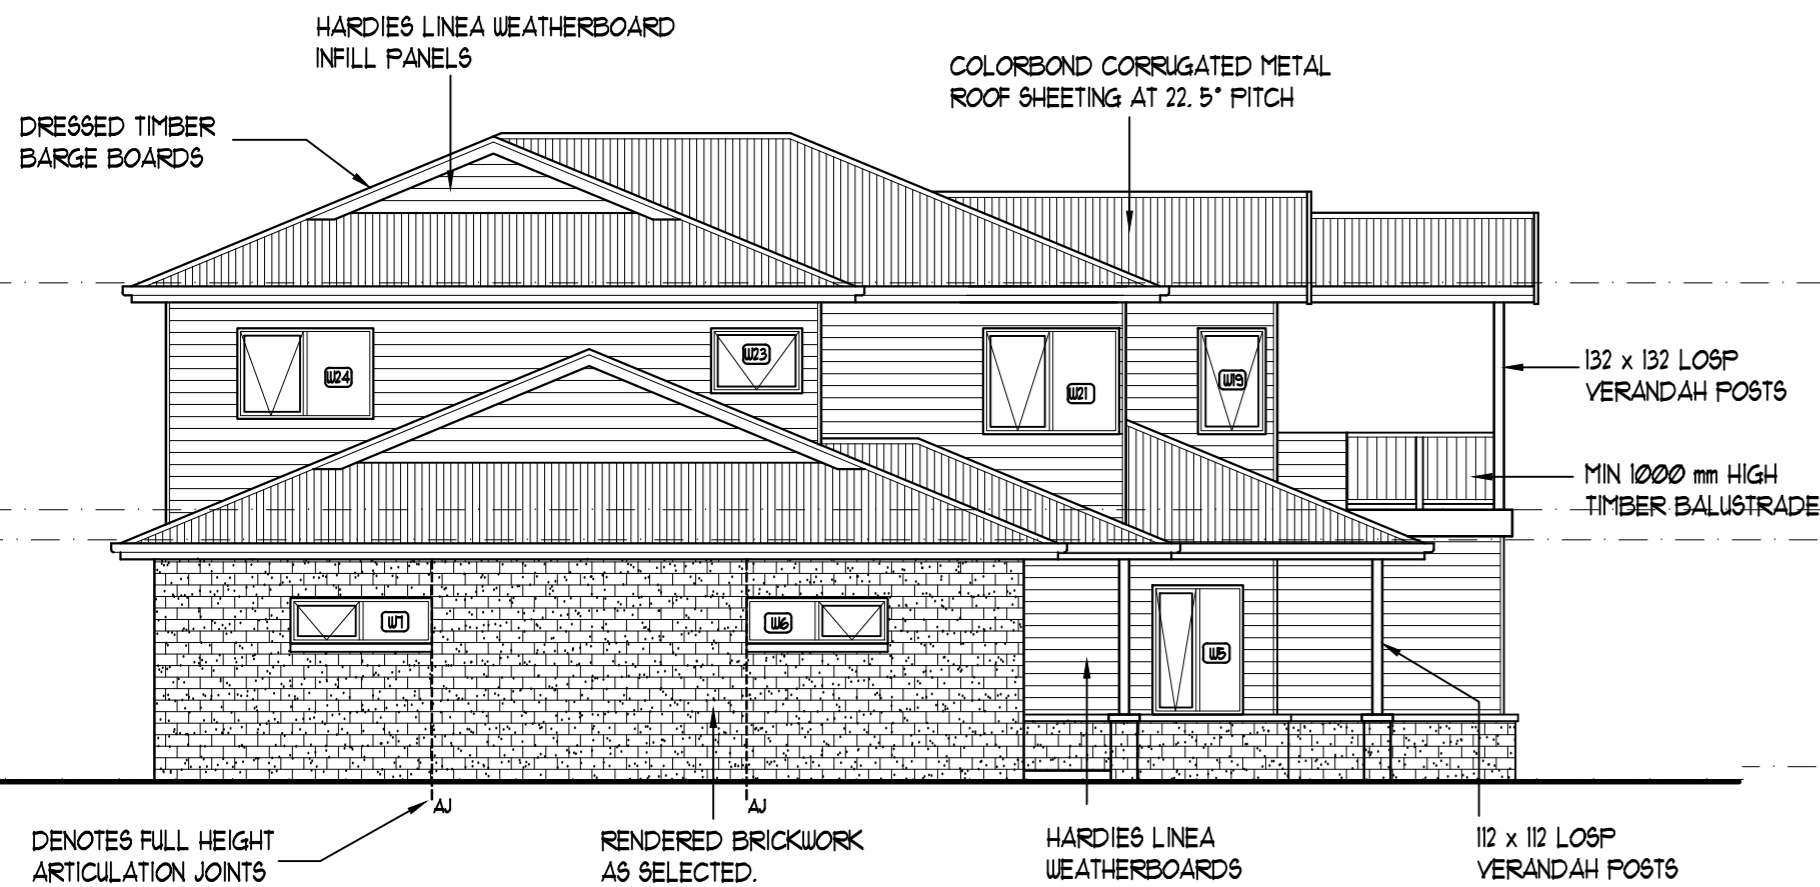 HARDIES LINEA WEATHERBOARD
INFILL PANELS
COLORBOND CORRUGATED METAL
ROOF SHEETING AT 22.5° PITCH
DRESSED TIMBER
BARGE BOARDS
W24
W23
W21
W19
132 x 132 LOSP
VERANDAH POSTS
MIN 1000 mm HIGH
TIMBER BALUSTRADE
W7
W6
W5
AJ
AJ
DENOTES FULL HEIGHT
ARTICULATION JOINTS
RENDERED BRICKWORK
AS SELECTED.
HARDIES LINEA
WEATHERBOARDS
112 x 112 LOSP
VERANDAH POSTS